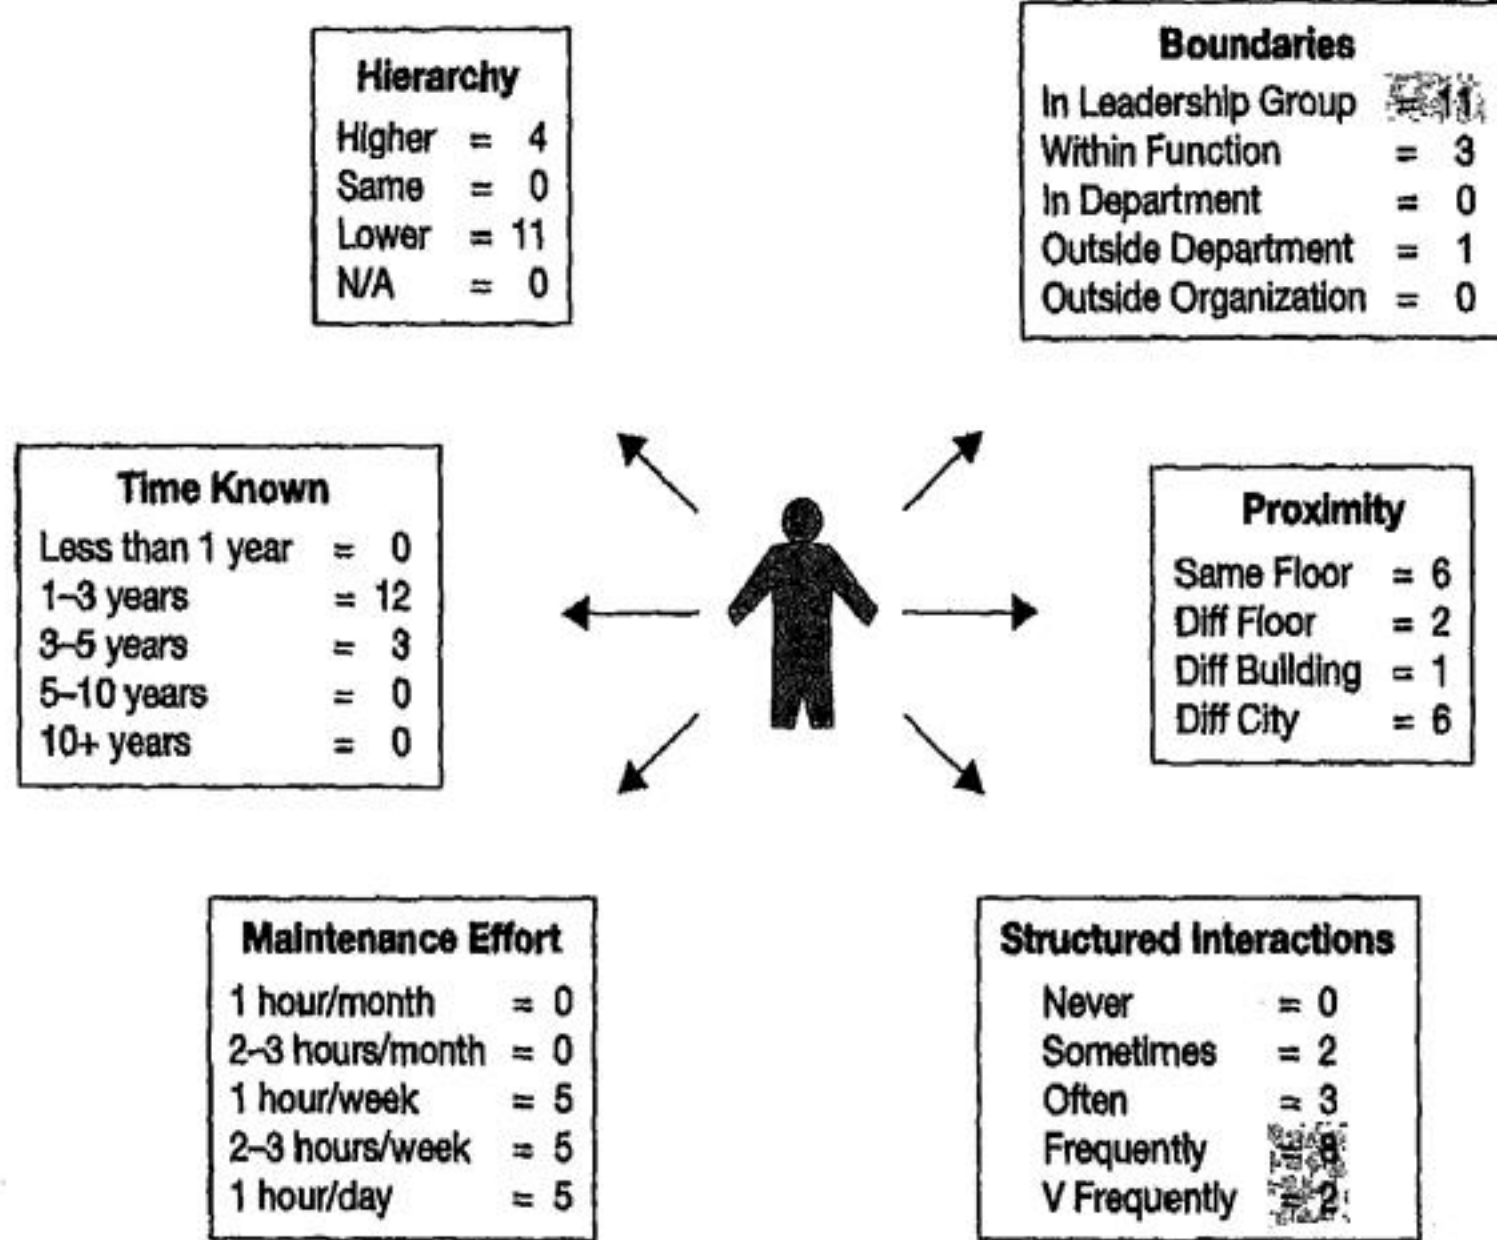 Hierarchy
Higher = 4
Same = 0
Lower = 11
N/A = 0
Boundaries
In Leadership Group = 11
Within Function = 3
In Department = 0
Outside Department = 1
Outside Organization = 0
Time Known
Less than 1 year = 0
1–3 years = 12
3–5 years = 3
5–10 years = 0
10+ years = 0
Proximity
Same Floor = 6
Diff Floor = 2
Diff Building = 1
Diff City = 6
Maintenance Effort
1 hour/month = 0
2–3 hours/month = 0
1 hour/week = 5
2–3 hours/week = 5
1 hour/day = 5
Structured Interactions
Never = 0
Sometimes = 2
Often = 3
Frequently = 8
V Frequently = 2